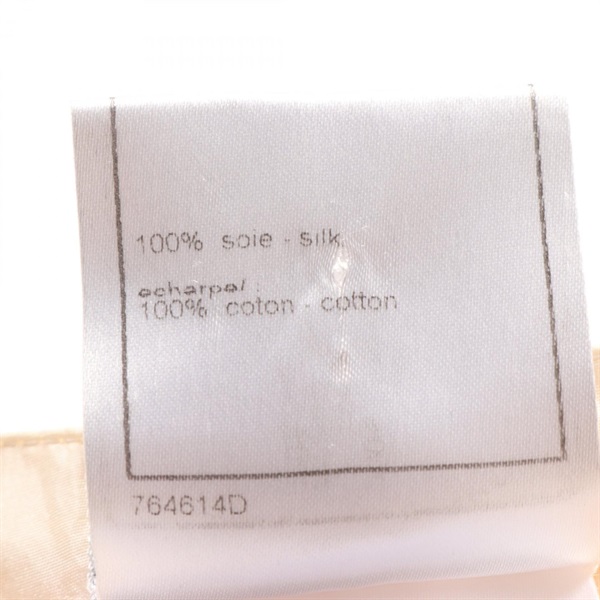 100% soie - silk
echarpe/ :
100% coton - cotton
764614D